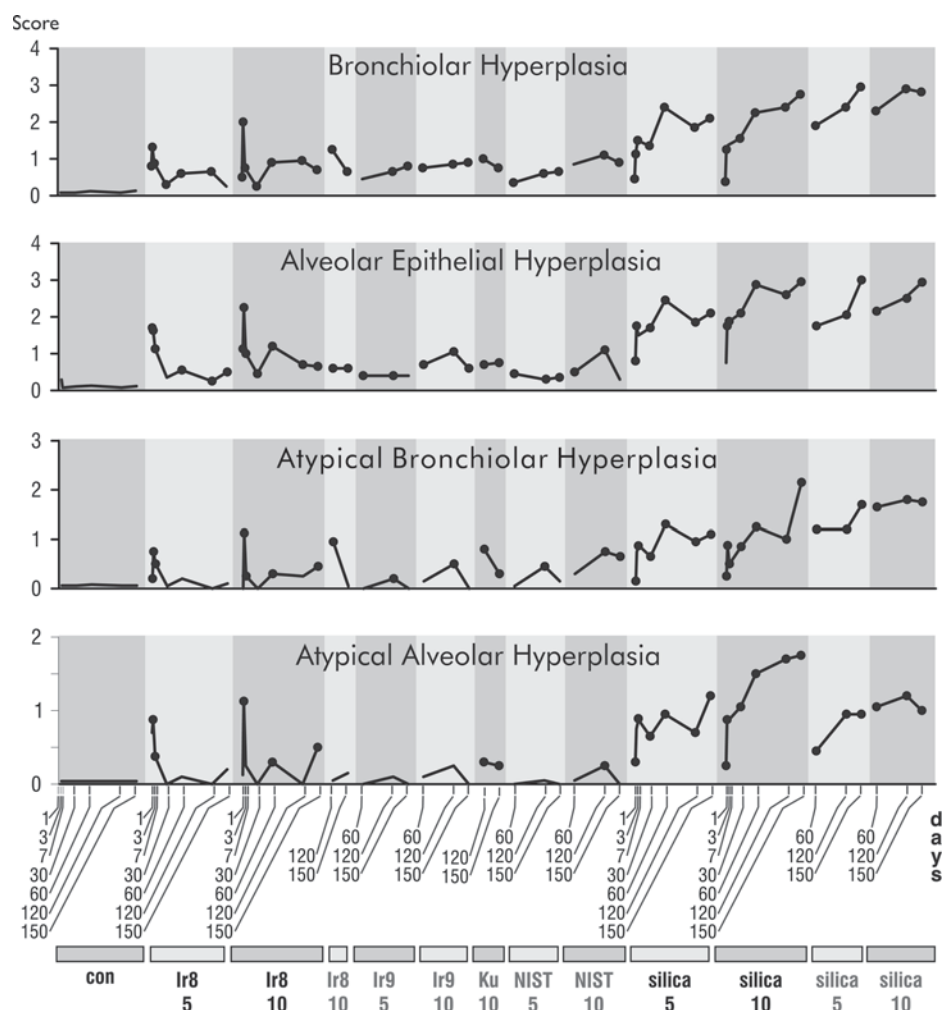 Score
4
Bronchiolar Hyperplasia
3
2
1
0
4
Alveolar Epithelial Hyperplasia
3
2
1
0
3
Atypical Bronchiolar Hyperplasia
2
1
0
2
Atypical Alveolar Hyperplasia
1
0
1 1 1 60 60 60 60 1 1 60 60 days
3 3 3 120 120 120 120 120 120 3 3 120 120
7 7 7 150 150 150 150 150 150 7 7 150 150
30 30 30 30 30
60 60 60 60 60
120 120 120 120 120
150 150 150 150 150
con Ir8 Ir8 Ir8 Ir9 Ir9 Ku NIST NIST silica silica silica silica
5 10 10 5 10 10 5 10 5 10 5 10